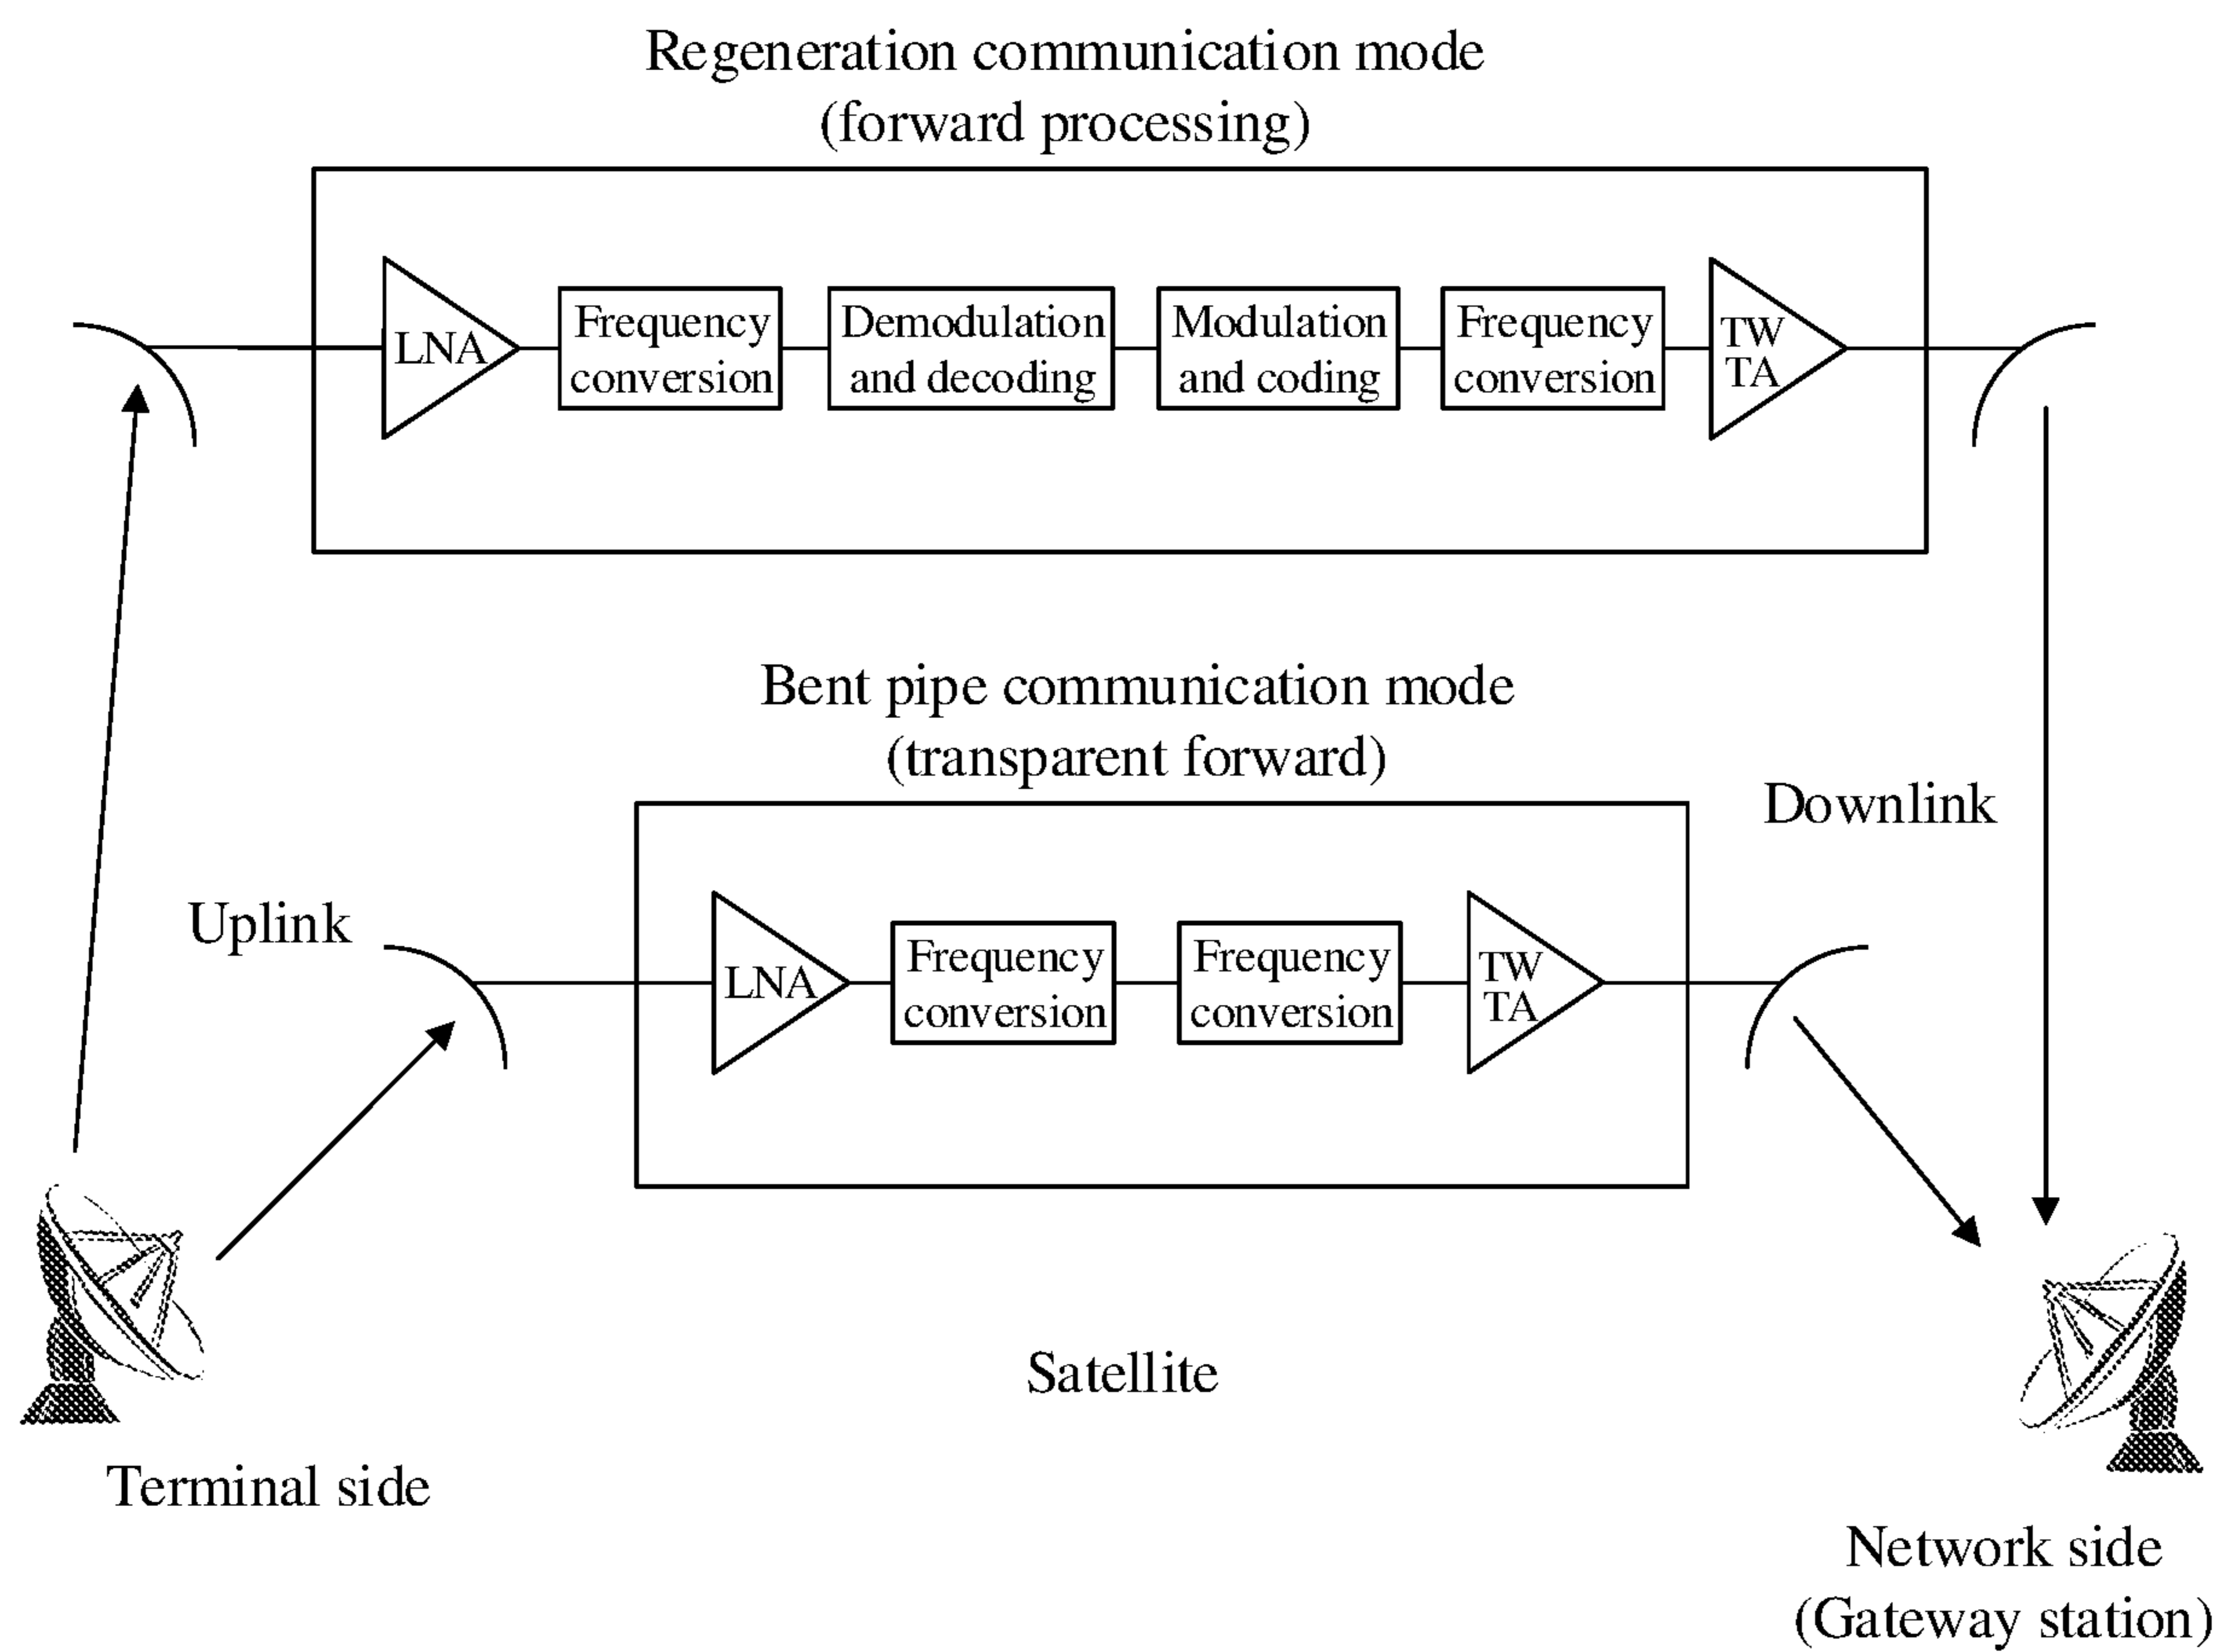 Regeneration communication mode
(forward processing)
LNA
Frequency
conversion
Demodulation
and decoding
Modulation
and coding
Frequency
conversion
TW
TA
Bent pipe communication mode
(transparent forward)
Downlink
Uplink
LNA
Frequency
conversion
Frequency
conversion
TW
TA
Satellite
Terminal side
Network side
(Gateway station)